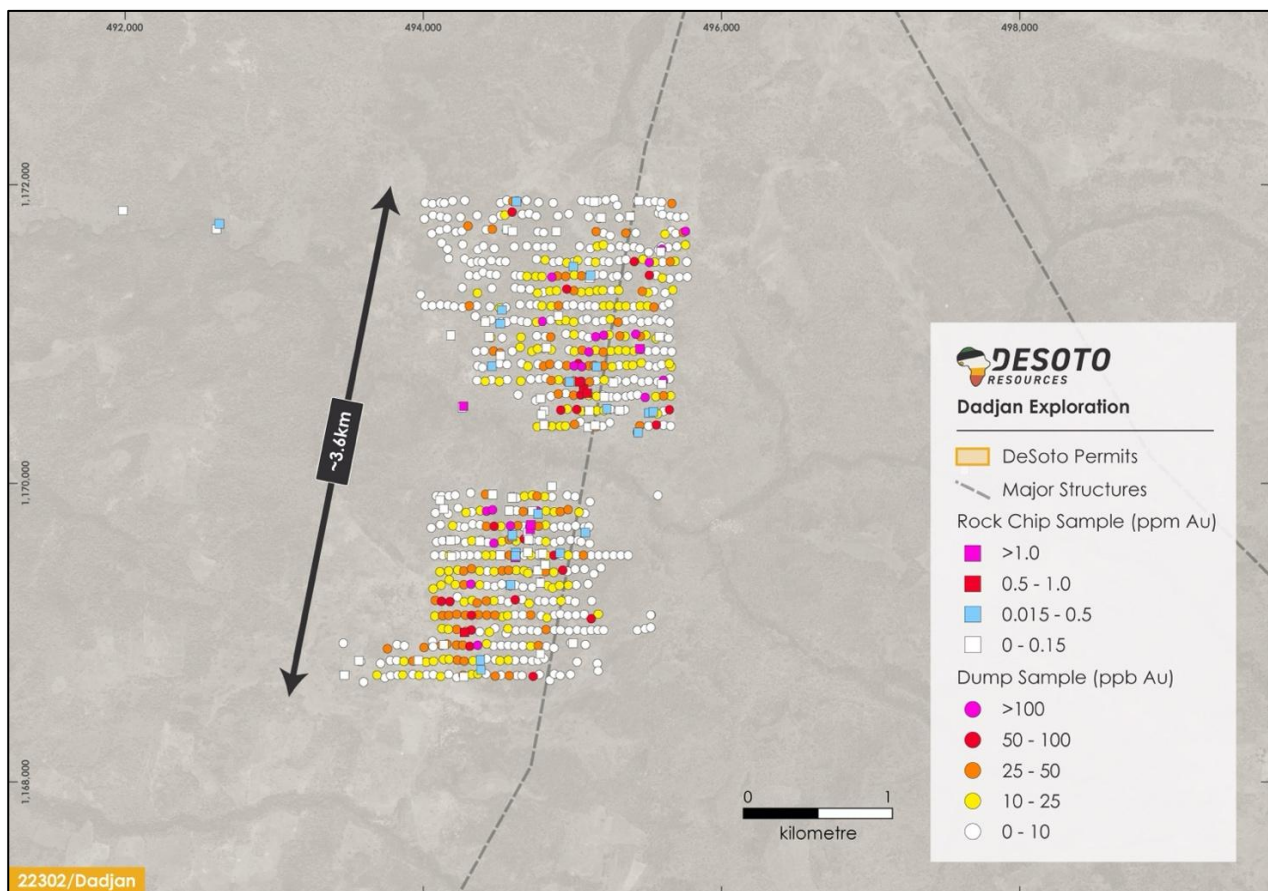 492,000
494,000
496,000
498,000
1,172,000
1,170,000
1,168,000
~3.6km
DESOTO
RESOURCES
Dadjan Exploration
DeSoto Permits
Major Structures
Rock Chip Sample (ppm Au)
>1.0
0.5 - 1.0
0.015 - 0.5
0 - 0.15
Dump Sample (ppb Au)
>100
50 - 100
25 - 50
10 - 25
0 - 10
0 1
kilometre
22302/Dadjan